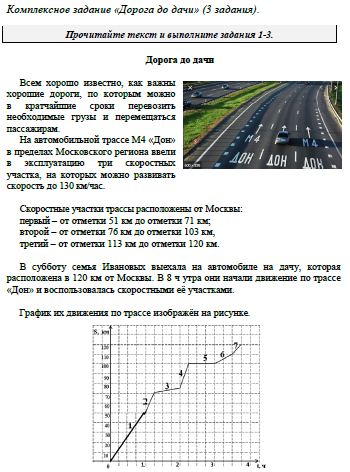 Комплексное задание «Дорога до дачи» (3 задания).
Прочитайте текст и выполните задания 1-3.
Дорога до дачи
Всем хорошо известно, как важны
хорошие дороги, по которым можно
в кратчайшие сроки перевозить
необходимые грузы и перемещаться
пассажирам.
На автомобильной трассе М4 «Дон»
в пределах Московского региона ввели
в эксплуатацию три скоростных
участка, на которых можно развивать
скорость до 130 км/час.
М4 М4
ДОН ДОН ДОН
Скоростные участки трассы расположены от Москвы:
первый – от отметки 51 км до отметки 71 км;
второй – от отметки 76 км до отметки 103 км,
третий – от отметки 113 км до отметки 120 км.
В субботу семья Ивановых выехала на автомобиле на дачу, которая
расположена в 120 км от Москвы. В 8 ч утра они начали движение по трассе
«Дон» и воспользовалась скоростными её участками.
График их движения по трассе изображён на рисунке.
S, км
120
110
100
90
80
70
60
50
40
30
20
10
0
1 2 3 4 5 6 7
1 2 3 4 t, ч